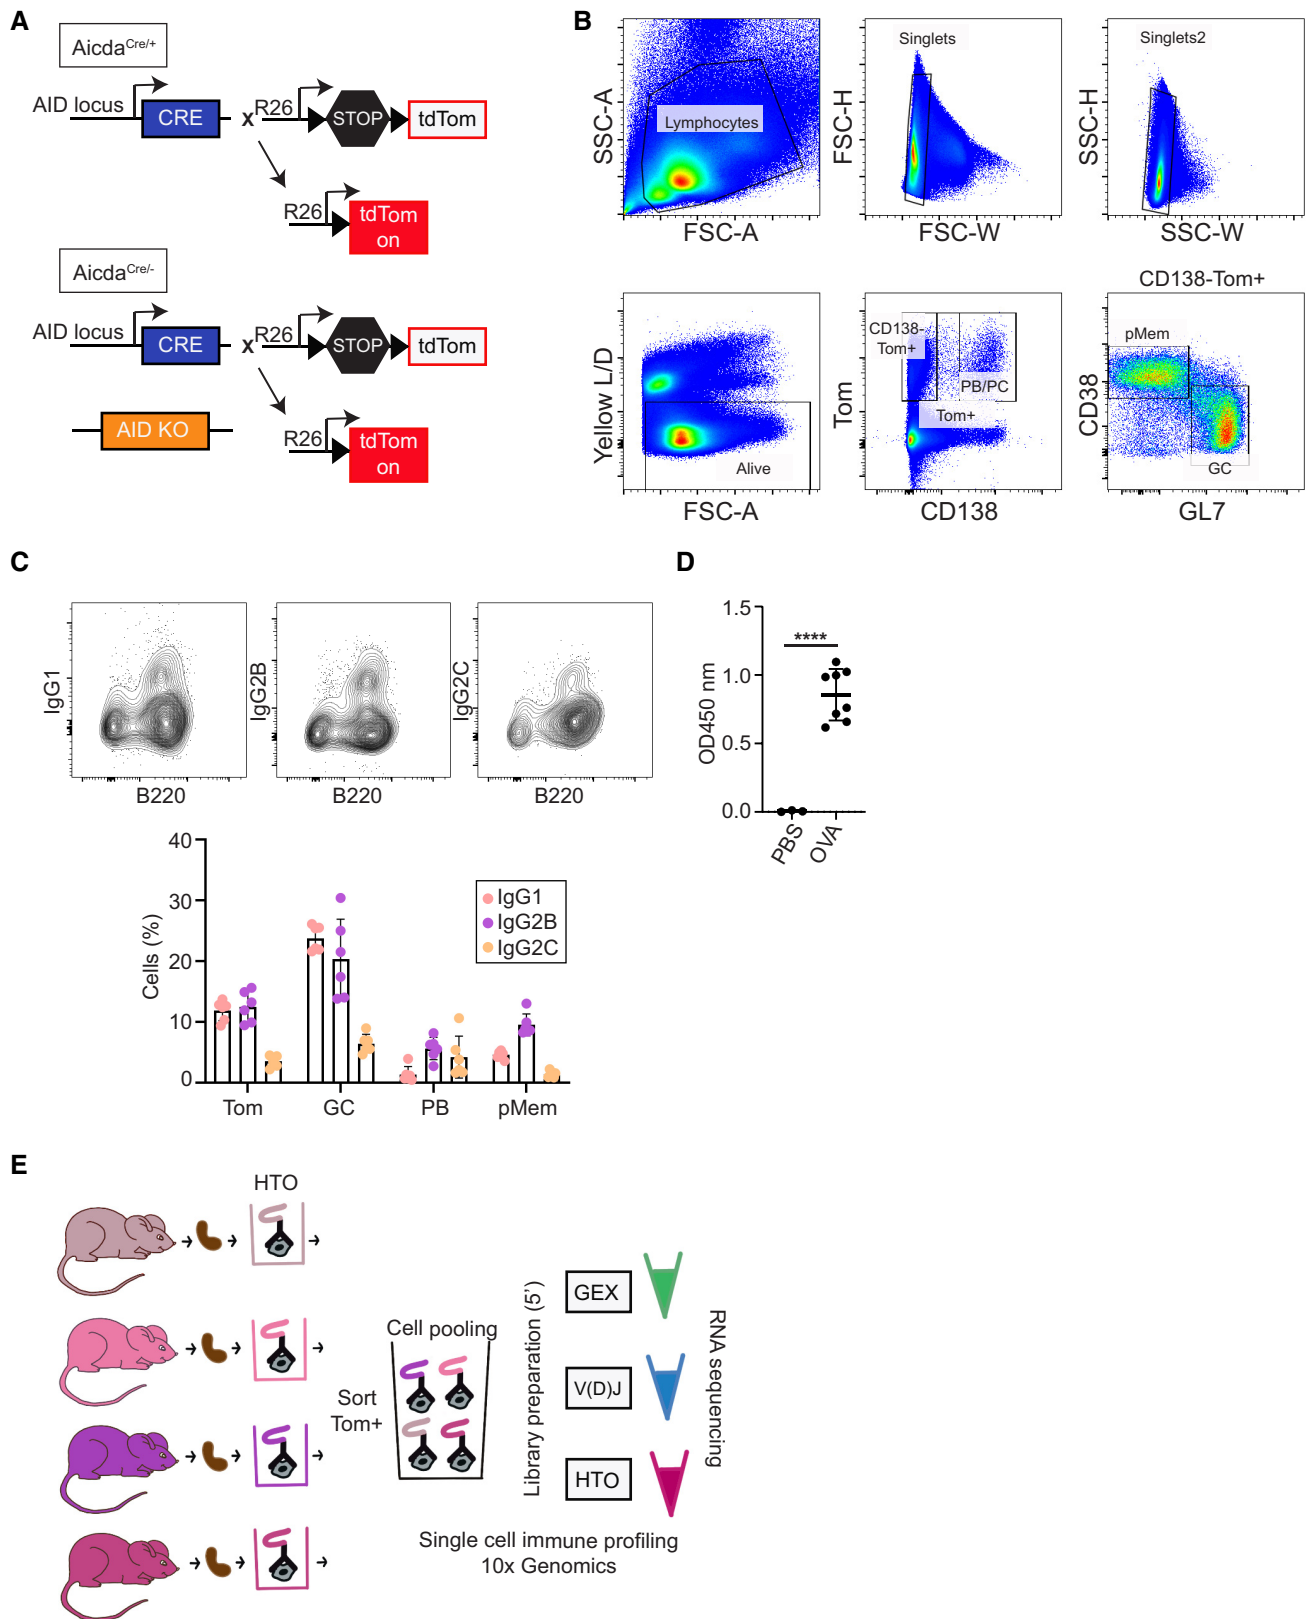 A
Aicda^Cre/+
AID locus
CRE
x
R26
STOP
tdTom
R26
tdTom
on
Aicda^Cre/-
AID locus
CRE
x
R26
STOP
tdTom
AID KO
R26
tdTom
on
B
SSC-A
Lymphocytes
FSC-A
FSC-H
Singlets
FSC-W
SSC-H
Singlets2
SSC-W
Yellow L/D
Alive
FSC-A
Tom
CD138-
Tom+
PB/PC
Tom+
CD138
CD138-Tom+
CD38
pMem
GC
GL7
C
IgG1
B220
IgG2B
B220
IgG2C
B220
Cells (%)
40
30
20
10
0
Tom
GC
PB
pMem
IgG1
IgG2B
IgG2C
D
OD450 nm
1.5
1.0
0.5
0.0
****
PBS
OVA
E
HTO
Sort
Tom+
Cell pooling
Library preparation (5')
GEX
V(D)J
HTO
RNA sequencing
Single cell immune profiling
10x Genomics